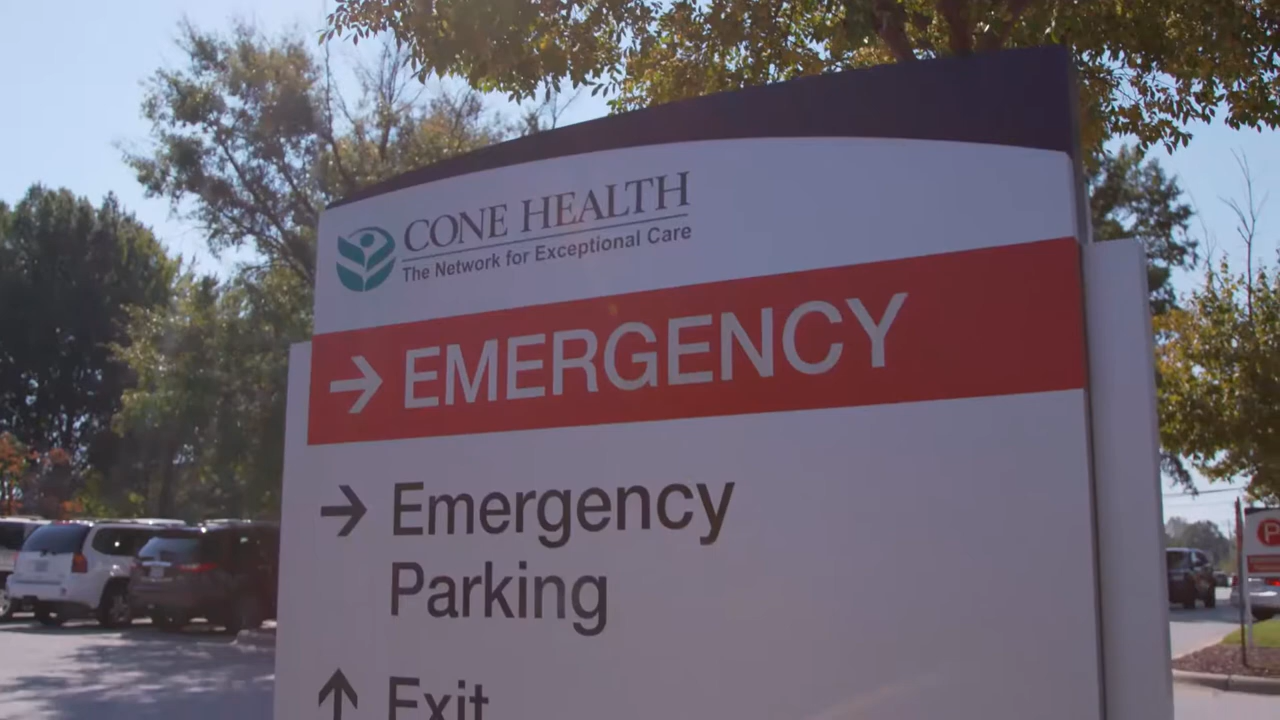 CONE HEALTH
The Network for Exceptional Care
→ EMERGENCY
→ Emergency
Parking
↑ Exit
P